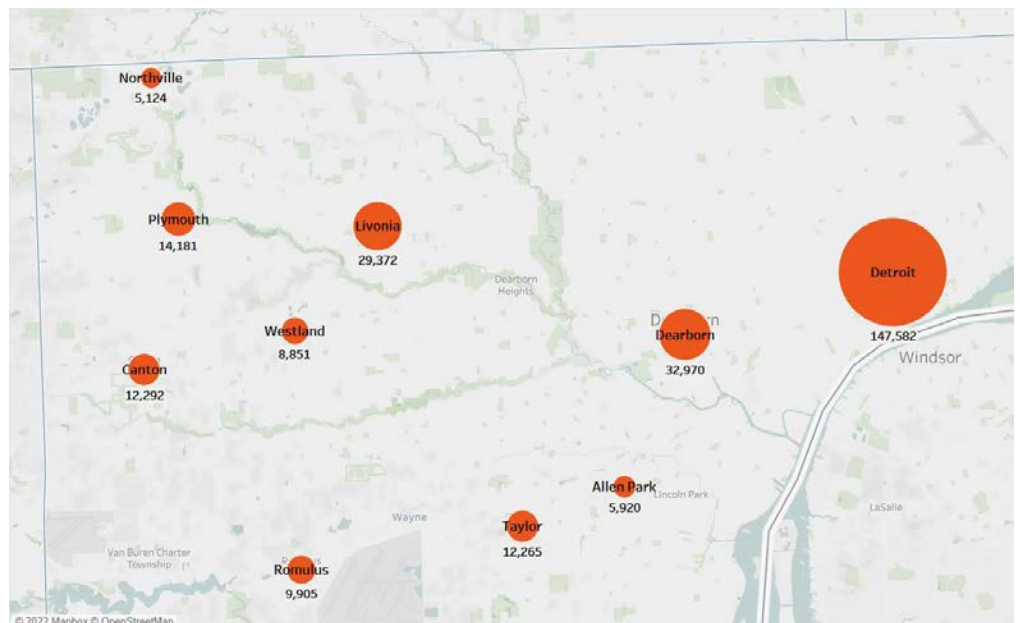 Northville
5,124
Plymouth
14,181
Livonia
29,372
Dearborn
Heights
Detroit
147,582
Westland
8,851
Dearborn
32,970
Windsor
Canton
12,292
Allen Park
5,920
Lincoln Park
LaSalle
Wayne
Taylor
12,265
Van Buren Charter
Township
Romulus
9,905
© 2022 Mapbox © OpenStreetMap